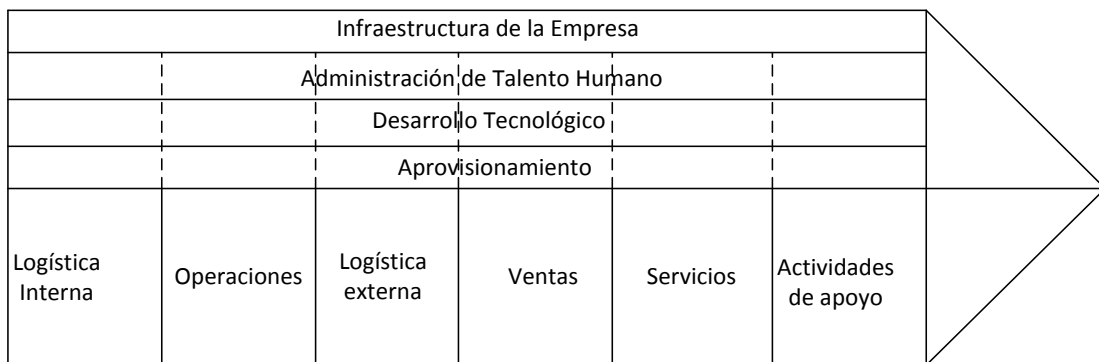 Infraestructura de la Empresa
Administración de Talento Humano
Desarrollo Tecnológico
Aprovisionamiento
Logística
Interna
Operaciones
Logística
externa
Ventas
Servicios
Actividades
de apoyo